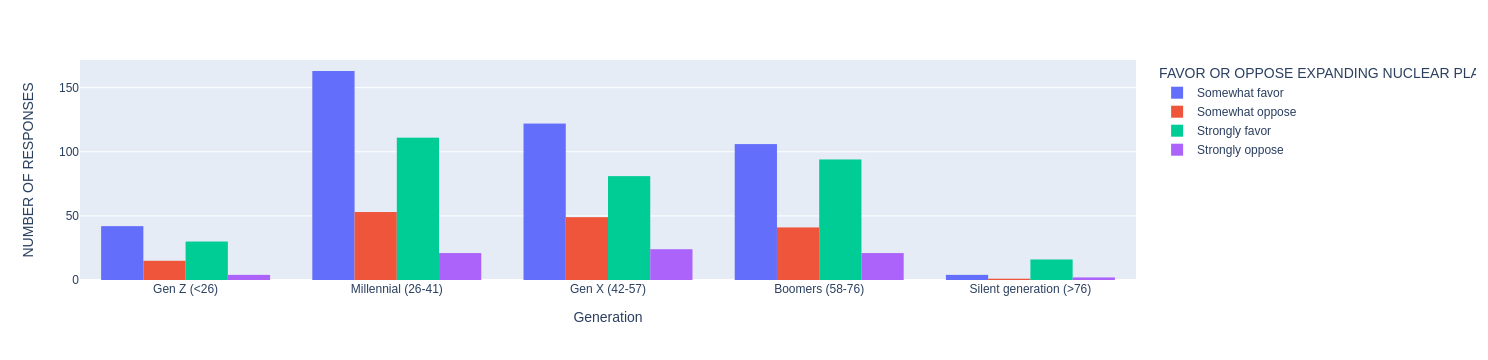 FAVOR OR OPPOSE EXPANDING NUCLEAR
Somewhat favor
Somewhat oppose
Strongly favor
Strongly oppose
NUMBER OF RESPONSES
150
100
50
0
Gen Z (<26)
Millennial (26-41)
Gen X (42-57)
Boomers (58-76)
Silent generation (>76)
Generation